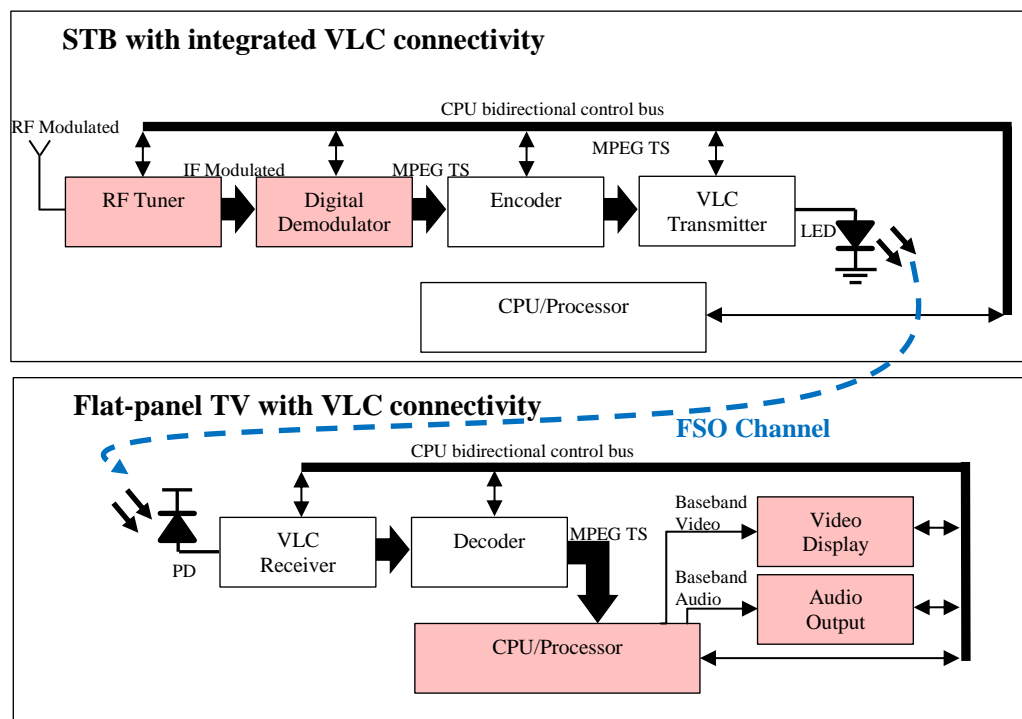 STB with integrated VLC connectivity
CPU bidirectional control bus
RF Modulated
IF Modulated
MPEG TS
MPEG TS
RF Tuner
Digital
Demodulator
Encoder
VLC
Transmitter
LED
CPU/Processor
Flat-panel TV with VLC connectivity
FSO Channel
CPU bidirectional control bus
PD
VLC
Receiver
Decoder
MPEG TS
Baseband
Video
Video
Display
Baseband
Audio
Audio
Output
CPU/Processor